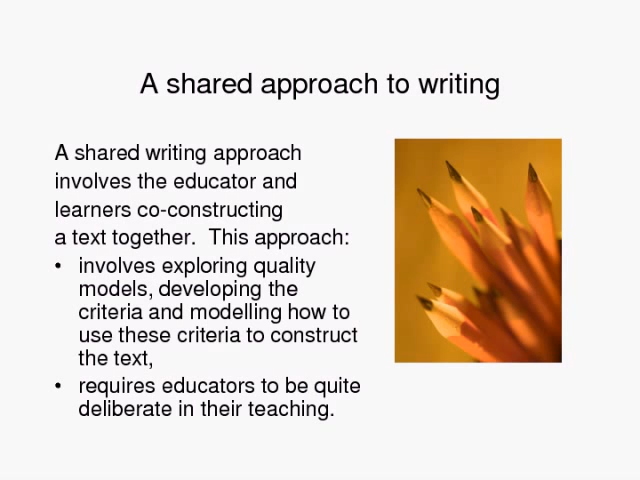 A shared approach to writing
A shared writing approach
involves the educator and
learners co-constructing
a text together.  This approach:
• involves exploring quality
models, developing the
criteria and modelling how to
use these criteria to construct
the text,
• requires educators to be quite
deliberate in their teaching.